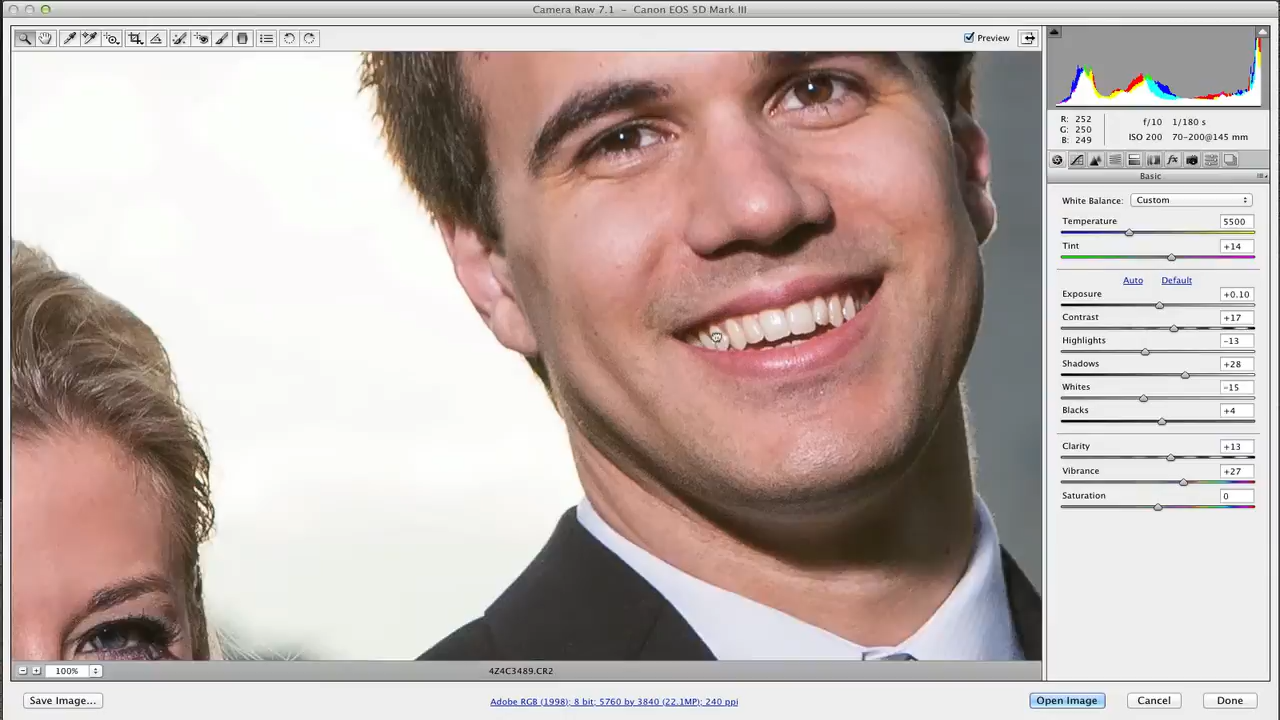 Camera Raw 7.1 – Canon EOS 5D Mark III
Preview
R: 252
G: 250
B: 249
f/10 1/180 s
ISO 200 70-200@145 mm
Basic
White Balance: Custom
Temperature 5500
Tint +14
Auto Default
Exposure +0.10
Contrast +17
Highlights -13
Shadows +28
Whites -15
Blacks +4
Clarity +13
Vibrance +27
Saturation 0
100% 4Z4C3489.CR2
Save Image... Adobe RGB (1998); 8 bit; 5760 by 3840 (22.1MP); 240 ppi Open Image Cancel Done